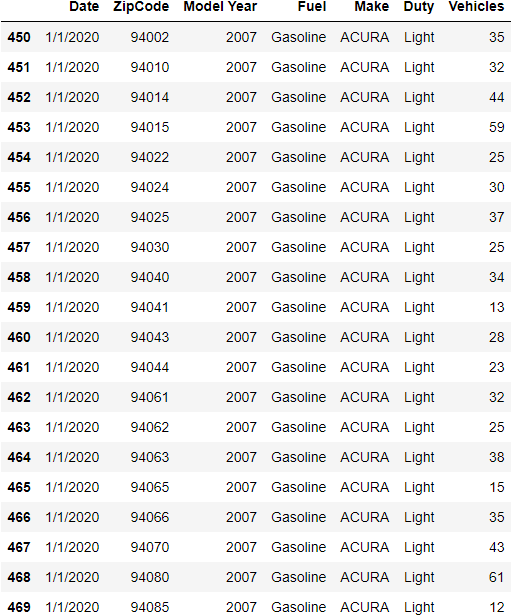 Date ZipCode Model Year Fuel Make Duty Vehicles
450 1/1/2020 94002 2007 Gasoline ACURA Light 35
451 1/1/2020 94010 2007 Gasoline ACURA Light 32
452 1/1/2020 94014 2007 Gasoline ACURA Light 44
453 1/1/2020 94015 2007 Gasoline ACURA Light 59
454 1/1/2020 94022 2007 Gasoline ACURA Light 25
455 1/1/2020 94024 2007 Gasoline ACURA Light 30
456 1/1/2020 94025 2007 Gasoline ACURA Light 37
457 1/1/2020 94030 2007 Gasoline ACURA Light 25
458 1/1/2020 94040 2007 Gasoline ACURA Light 34
459 1/1/2020 94041 2007 Gasoline ACURA Light 13
460 1/1/2020 94043 2007 Gasoline ACURA Light 28
461 1/1/2020 94044 2007 Gasoline ACURA Light 23
462 1/1/2020 94061 2007 Gasoline ACURA Light 32
463 1/1/2020 94062 2007 Gasoline ACURA Light 25
464 1/1/2020 94063 2007 Gasoline ACURA Light 38
465 1/1/2020 94065 2007 Gasoline ACURA Light 15
466 1/1/2020 94066 2007 Gasoline ACURA Light 35
467 1/1/2020 94070 2007 Gasoline ACURA Light 43
468 1/1/2020 94080 2007 Gasoline ACURA Light 61
469 1/1/2020 94085 2007 Gasoline ACURA Light 12